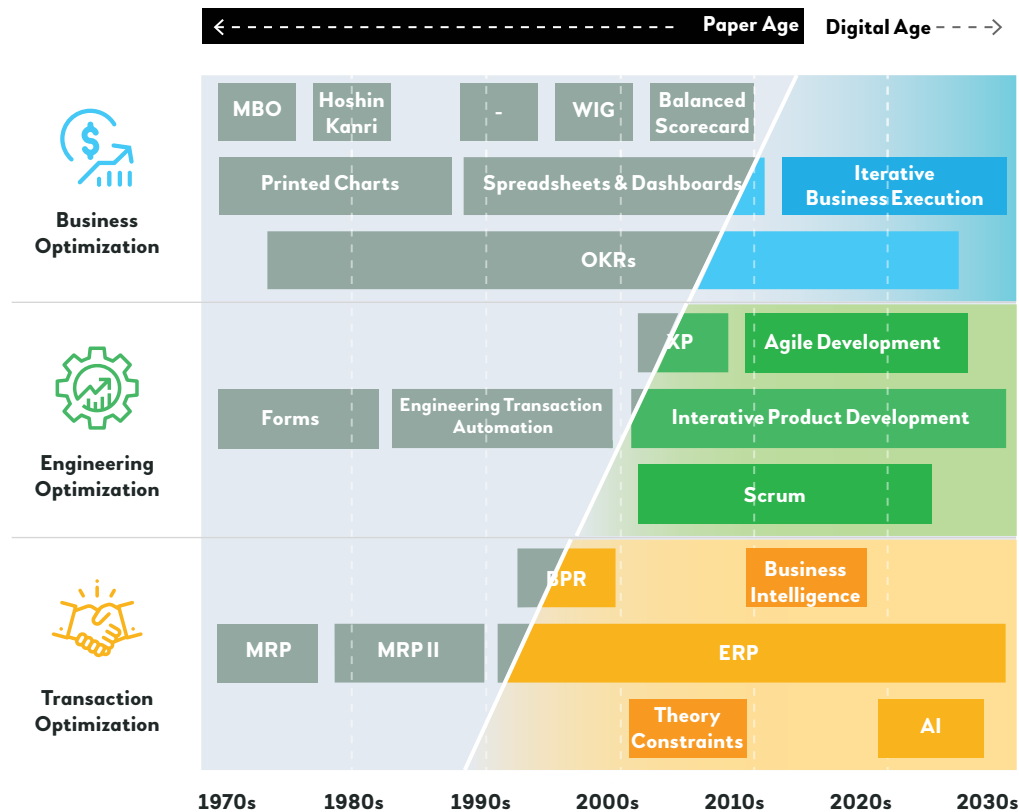 Paper Age
Digital Age
MBO
Hoshin
Kanri
-
WIG
Balanced
Scorecard
Printed Charts
Spreadsheets & Dashboards
Iterative
Business Execution
OKRs
Business
Optimization
XP
Agile Development
Forms
Engineering Transaction
Automation
Interative Product Development
Scrum
Engineering
Optimization
BPR
Business
Intelligence
MRP
MRP II
ERP
Theory
Constraints
AI
Transaction
Optimization
1970s
1980s
1990s
2000s
2010s
2020s
2030s